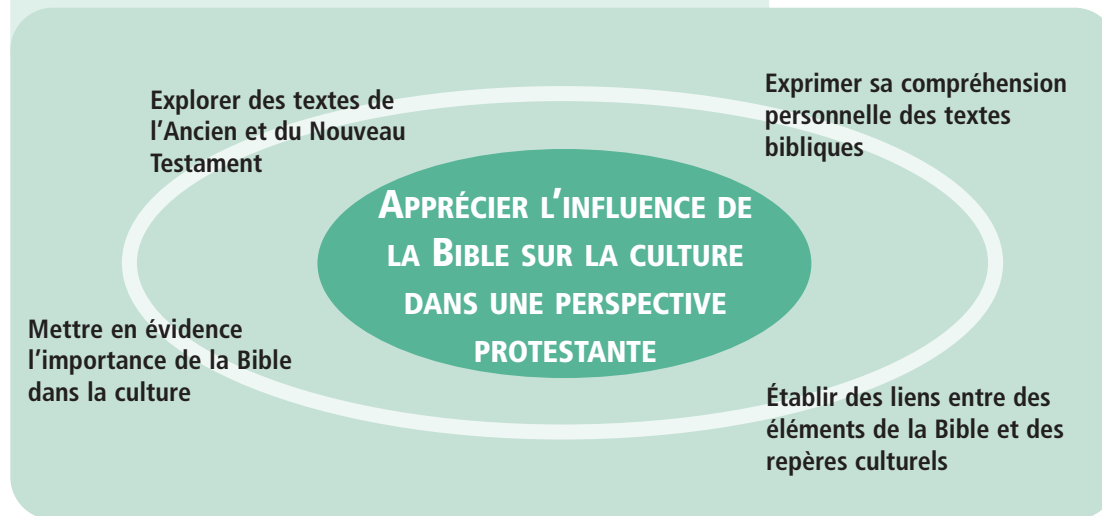 Explorer des textes de
l'Ancien et du Nouveau
Testament
Exprimer sa compréhension
personnelle des textes
bibliques
APPRÉCIER L'INFLUENCE DE
LA BIBLE SUR LA CULTURE
DANS UNE PERSPECTIVE
PROTESTANTE
Mettre en évidence
l'importance de la Bible
dans la culture
Établir des liens entre des
éléments de la Bible et des
repères culturels